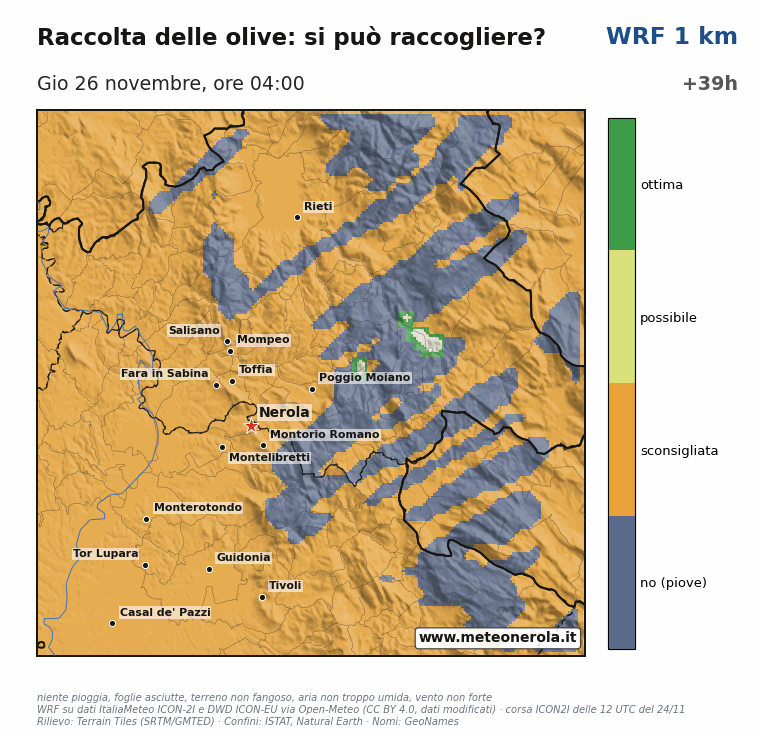 Raccolta delle olive: si può raccogliere?
WRF 1 km
Gio 26 novembre, ore 04:00
+39h
Rieti
Salisano
Mompeo
Toffia
Fara in Sabina
Poggio Moiano
Nerola
Montorio Romano
Montelibretti
Monterotondo
Tor Lupara
Guidonia
Tivoli
Casal de' Pazzi
www.meteonerola.it
ottima
possibile
sconsigliata
no (piove)
niente pioggia, foglie asciutte, terreno non fangoso, aria non troppo umida, vento non forte
WRF su dati ItaliaMeteo ICON-2I e DWD ICON-EU via Open-Meteo (CC BY 4.0, dati modificati) · corsa ICON2I delle 12 UTC del 24/11
Rilievo: Terrain Tiles (SRTM/GMTED) · Confini: ISTAT, Natural Earth · Nomi: GeoNames